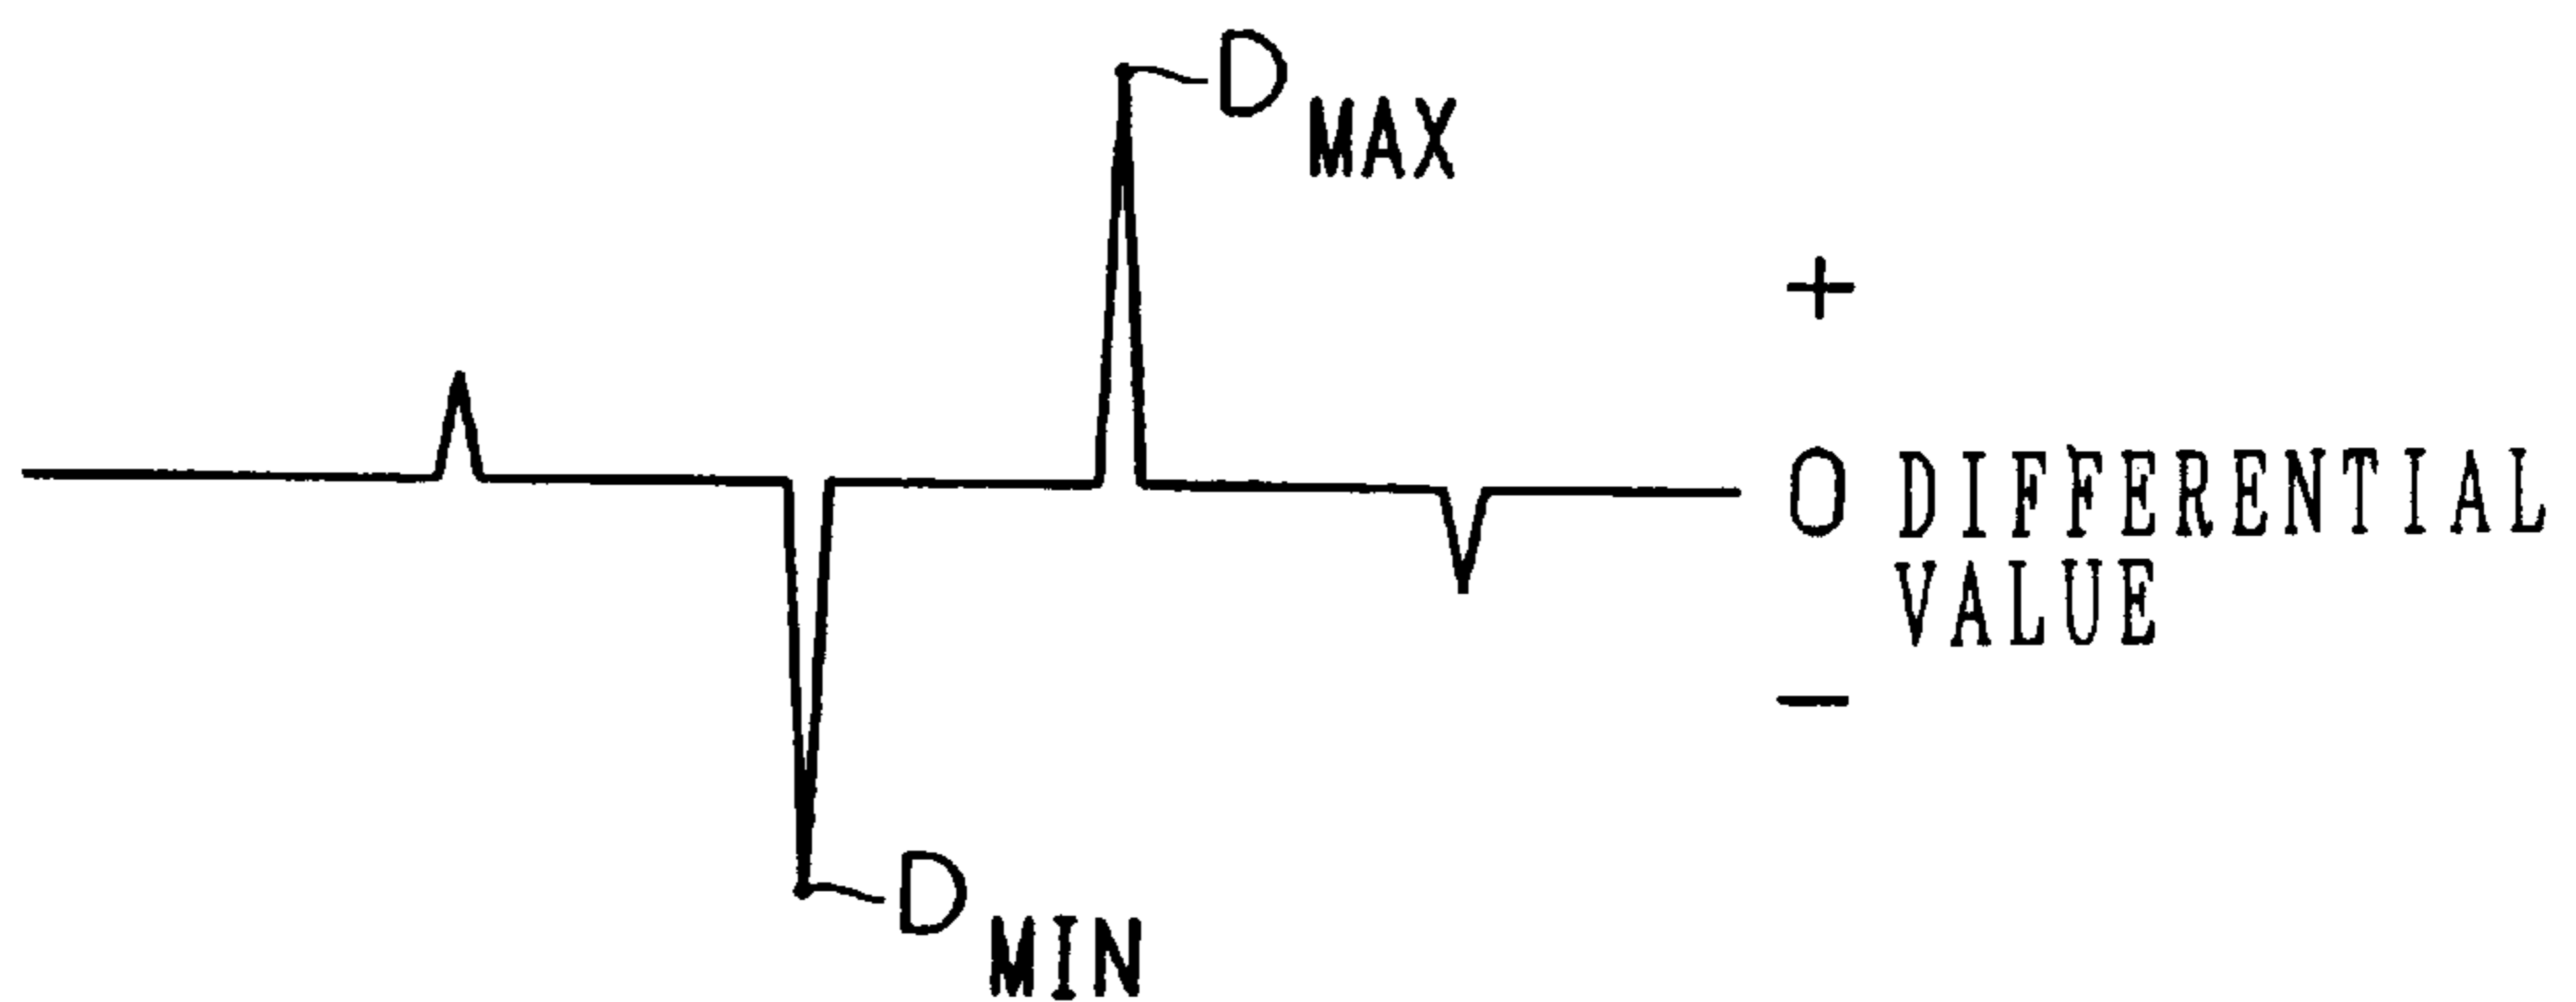 D MAX
+
0 DIFFERENTIAL
VALUE
−
D MIN